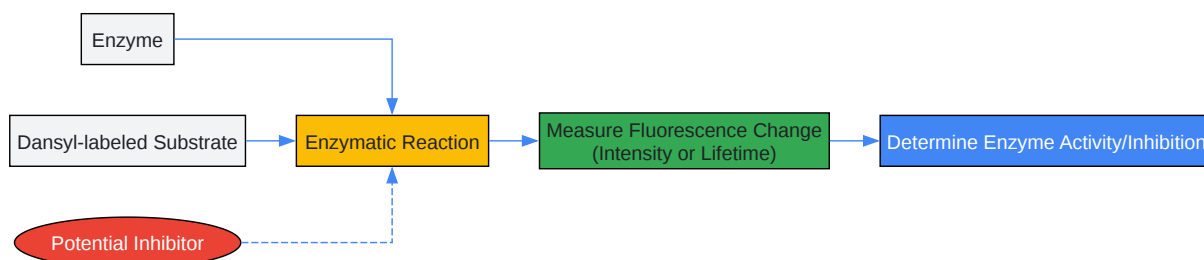 Enzyme
Dansyl-labeled Substrate
Enzymatic Reaction
Measure Fluorescence Change
(Intensity or Lifetime)
Determine Enzyme Activity/Inhibition
Potential Inhibitor